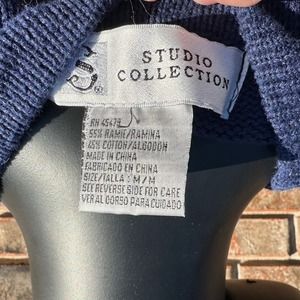 STUDIO
COLLECTION
RN 45479
55% RAMIE/RAMINA
45% COTTON/ALGODON
MADE IN CHINA
FABRICADO EN CHINA
SIZE/TALLA: M/M
SEE REVERSE SIDE FOR CARE
VER AL DORSO PARA CUIDADO